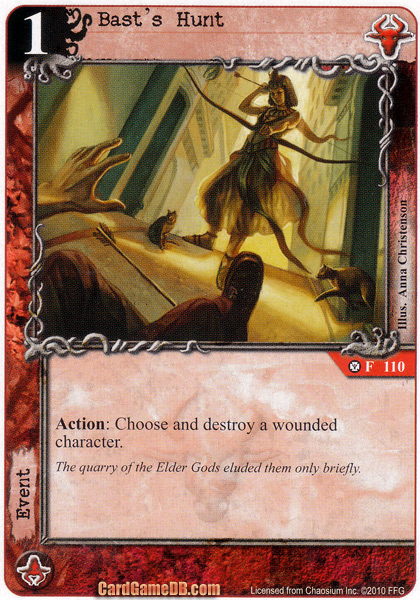 1
Bast's Hunt
Illus. Anna Christenson
F 110
Action: Choose and destroy a wounded
character.
The quarry of the Elder Gods eluded them only briefly.
Event
CardGameDB.com
Licensed from Chaosium Inc. ©2010 FFG